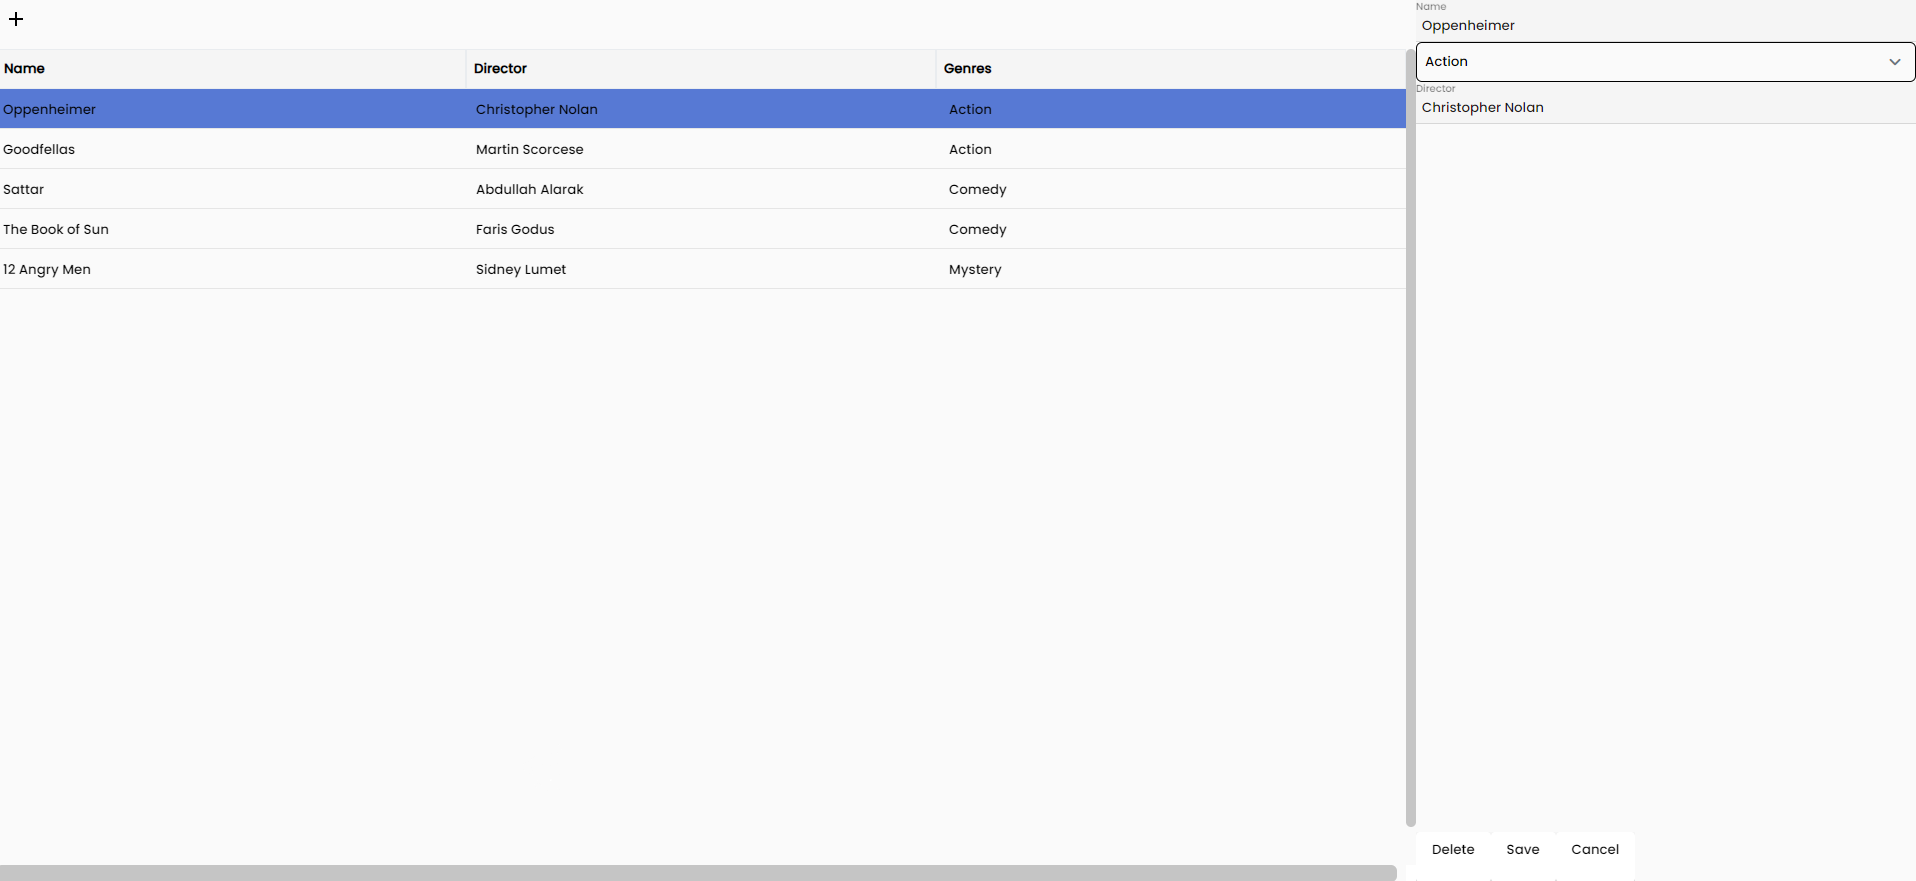 Name Director Genres
Oppenheimer Christopher Nolan Action
Goodfellas Martin Scorcese Action
Sattar Abdullah Alarak Comedy
The Book of Sun Faris Godus Comedy
12 Angry Men Sidney Lumet Mystery
Name
Oppenheimer
Action
Director
Christopher Nolan
Delete Save Cancel